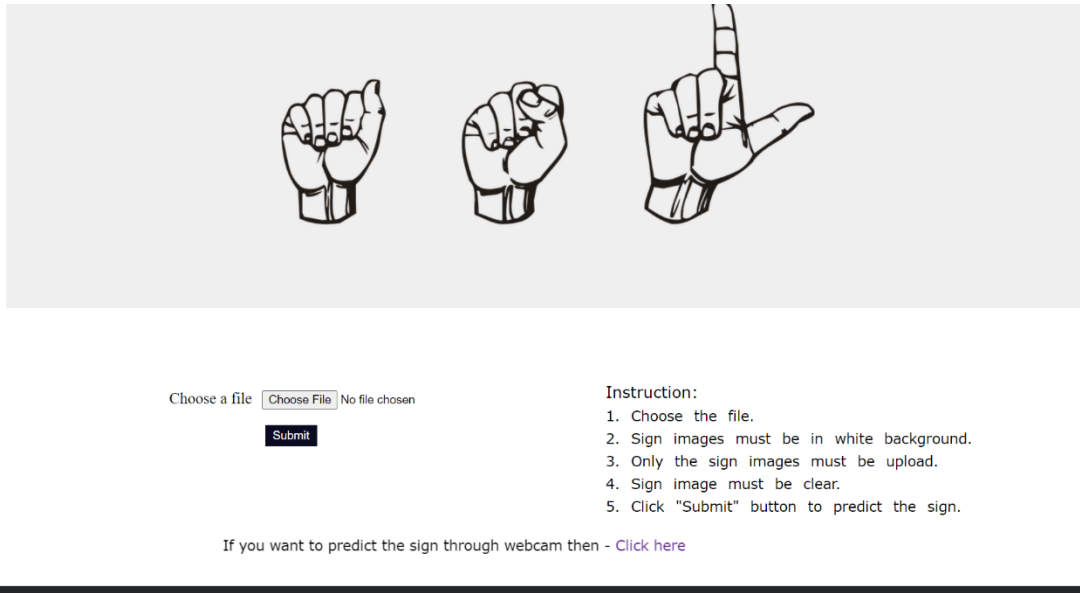 Choose a file Choose File No file chosen
Submit
Instruction:
1. Choose the file.
2. Sign images must be in white background.
3. Only the sign images must be upload.
4. Sign image must be clear.
5. Click "Submit" button to predict the sign.
If you want to predict the sign through webcam then - Click here